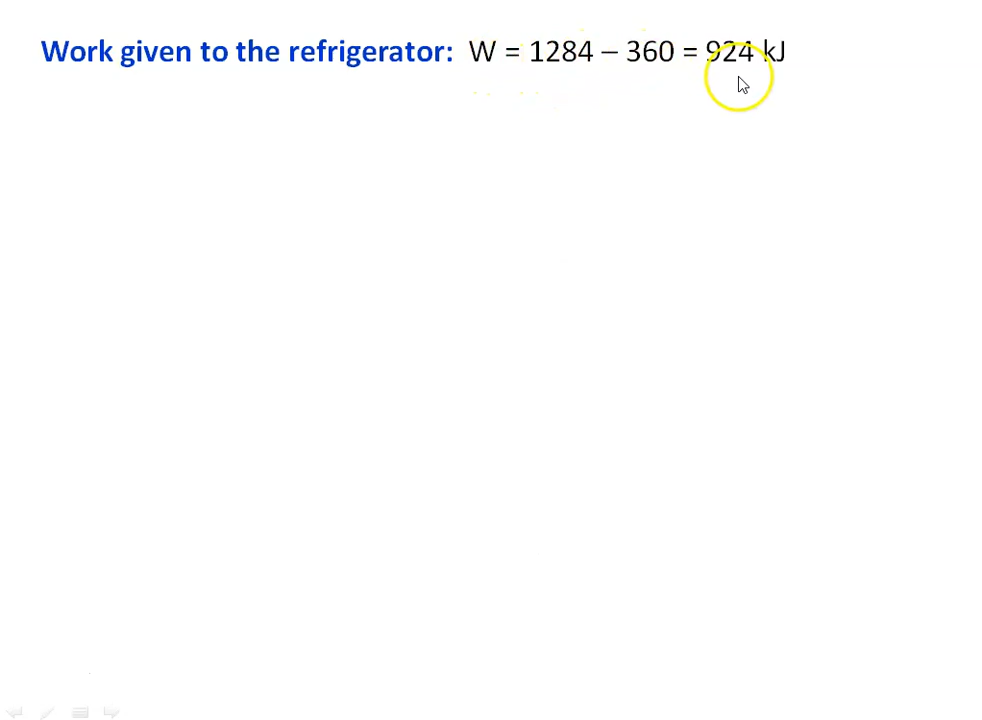 Work given to the refrigerator: W = 1284 – 360 = 924 kJ